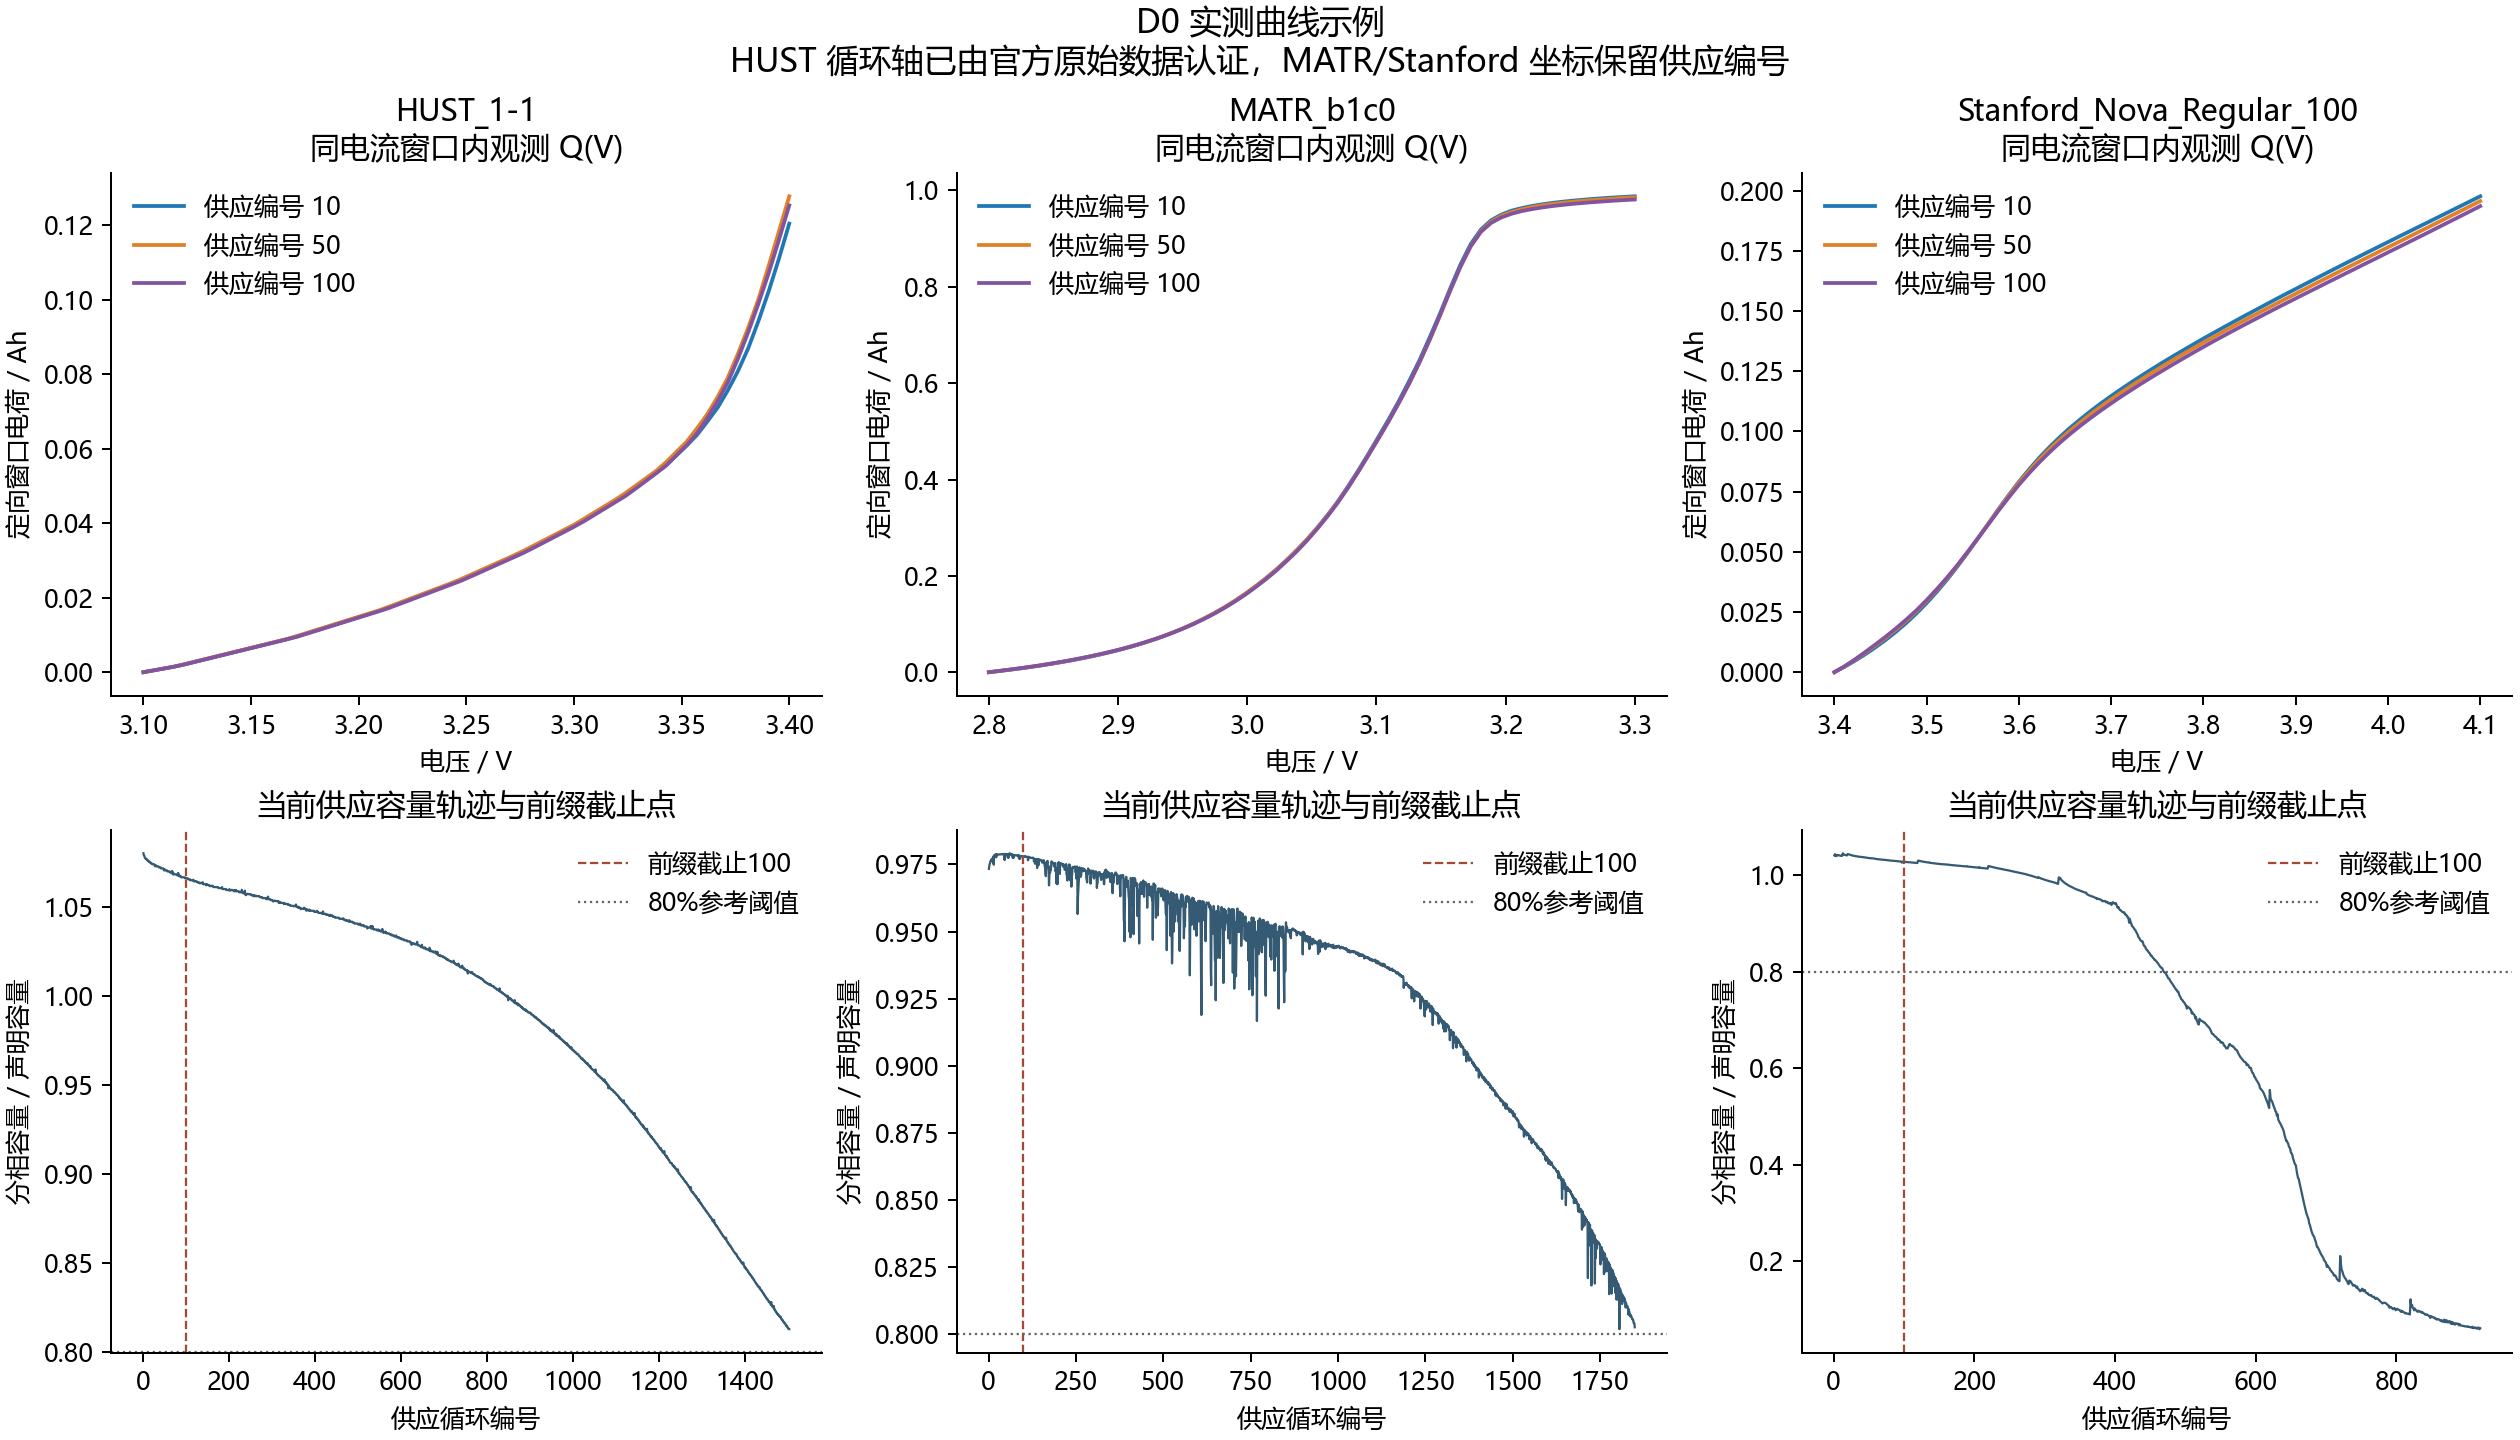 D0 实测曲线示例
HUST 循环轴已由官方原始数据认证，MATR/Stanford 坐标保留供应编号
HUST_1-1
同电流窗口内观测 Q(V)
供应编号 10
供应编号 50
供应编号 100
定向窗口电荷 / Ah
0.12
0.10
0.08
0.06
0.04
0.02
0.00
3.10 3.15 3.20 3.25 3.30 3.35 3.40
电压 / V
MATR_b1c0
同电流窗口内观测 Q(V)
供应编号 10
供应编号 50
供应编号 100
定向窗口电荷 / Ah
1.0
0.8
0.6
0.4
0.2
0.0
2.8 2.9 3.0 3.1 3.2 3.3
电压 / V
Stanford_Nova_Regular_100
同电流窗口内观测 Q(V)
供应编号 10
供应编号 50
供应编号 100
定向窗口电荷 / Ah
0.200
0.175
0.150
0.125
0.100
0.075
0.050
0.025
0.000
3.4 3.5 3.6 3.7 3.8 3.9 4.0 4.1
电压 / V
当前供应容量轨迹与前缀截止点
前缀截止100
80%参考阈值
分相容量 / 声明容量
1.05
1.00
0.95
0.90
0.85
0.80
0 200 400 600 800 1000 1200 1400
供应循环编号
当前供应容量轨迹与前缀截止点
前缀截止100
80%参考阈值
分相容量 / 声明容量
0.975
0.950
0.925
0.900
0.875
0.850
0.825
0.800
0 250 500 750 1000 1250 1500 1750
供应循环编号
当前供应容量轨迹与前缀截止点
前缀截止100
80%参考阈值
分相容量 / 声明容量
1.0
0.8
0.6
0.4
0.2
0 200 400 600 800
供应循环编号